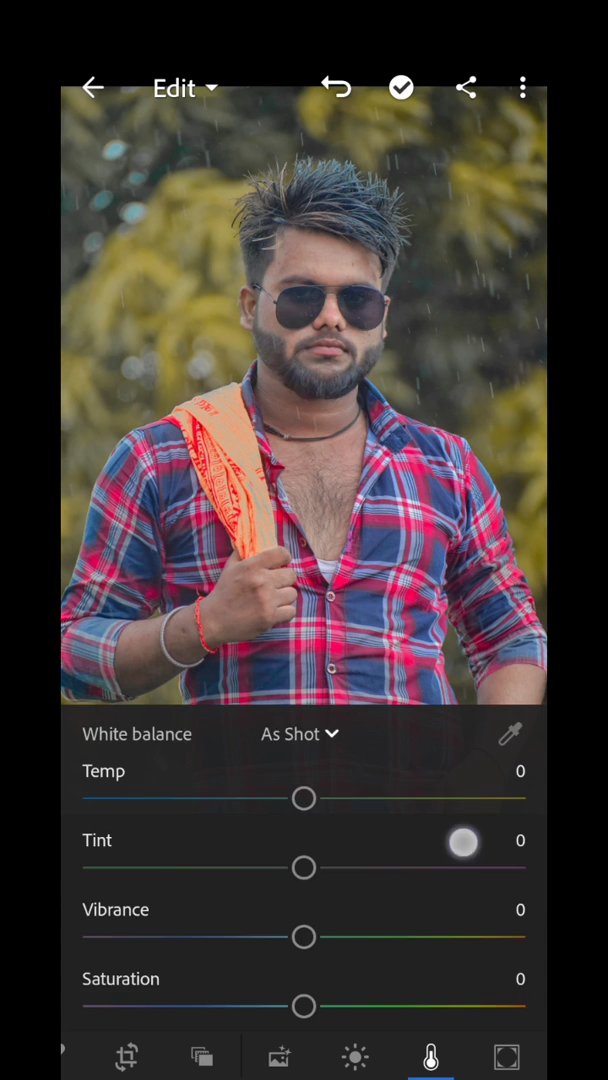 Edit
White balance As Shot
Temp 0
Tint 0
Vibrance 0
Saturation 0